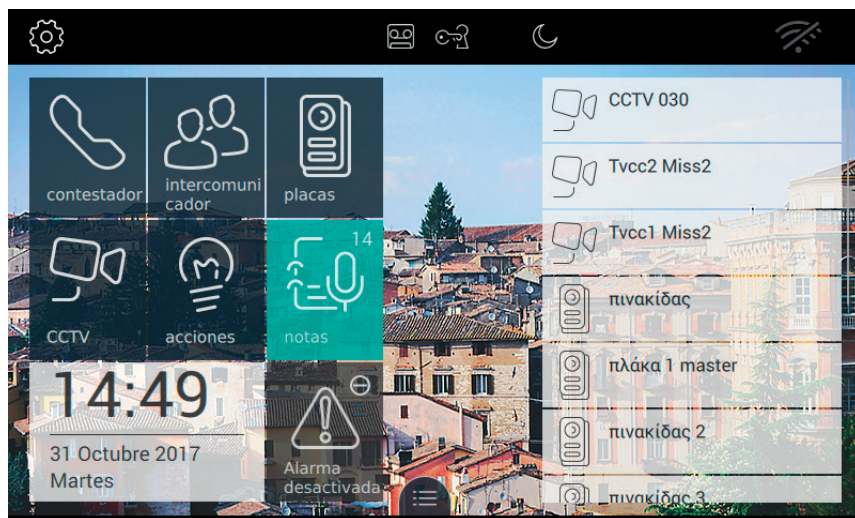 contestador
intercomuni
cador
placas
CCTV
acciones
14
notas
14:49
31 Octubre 2017
Martes
Alarma
desactivada
CCTV 030
Tvcc2 Miss2
Tvcc1 Miss2
πινακίδας
πλάκα 1 master
πινακίδας 2
πινακίδας 3